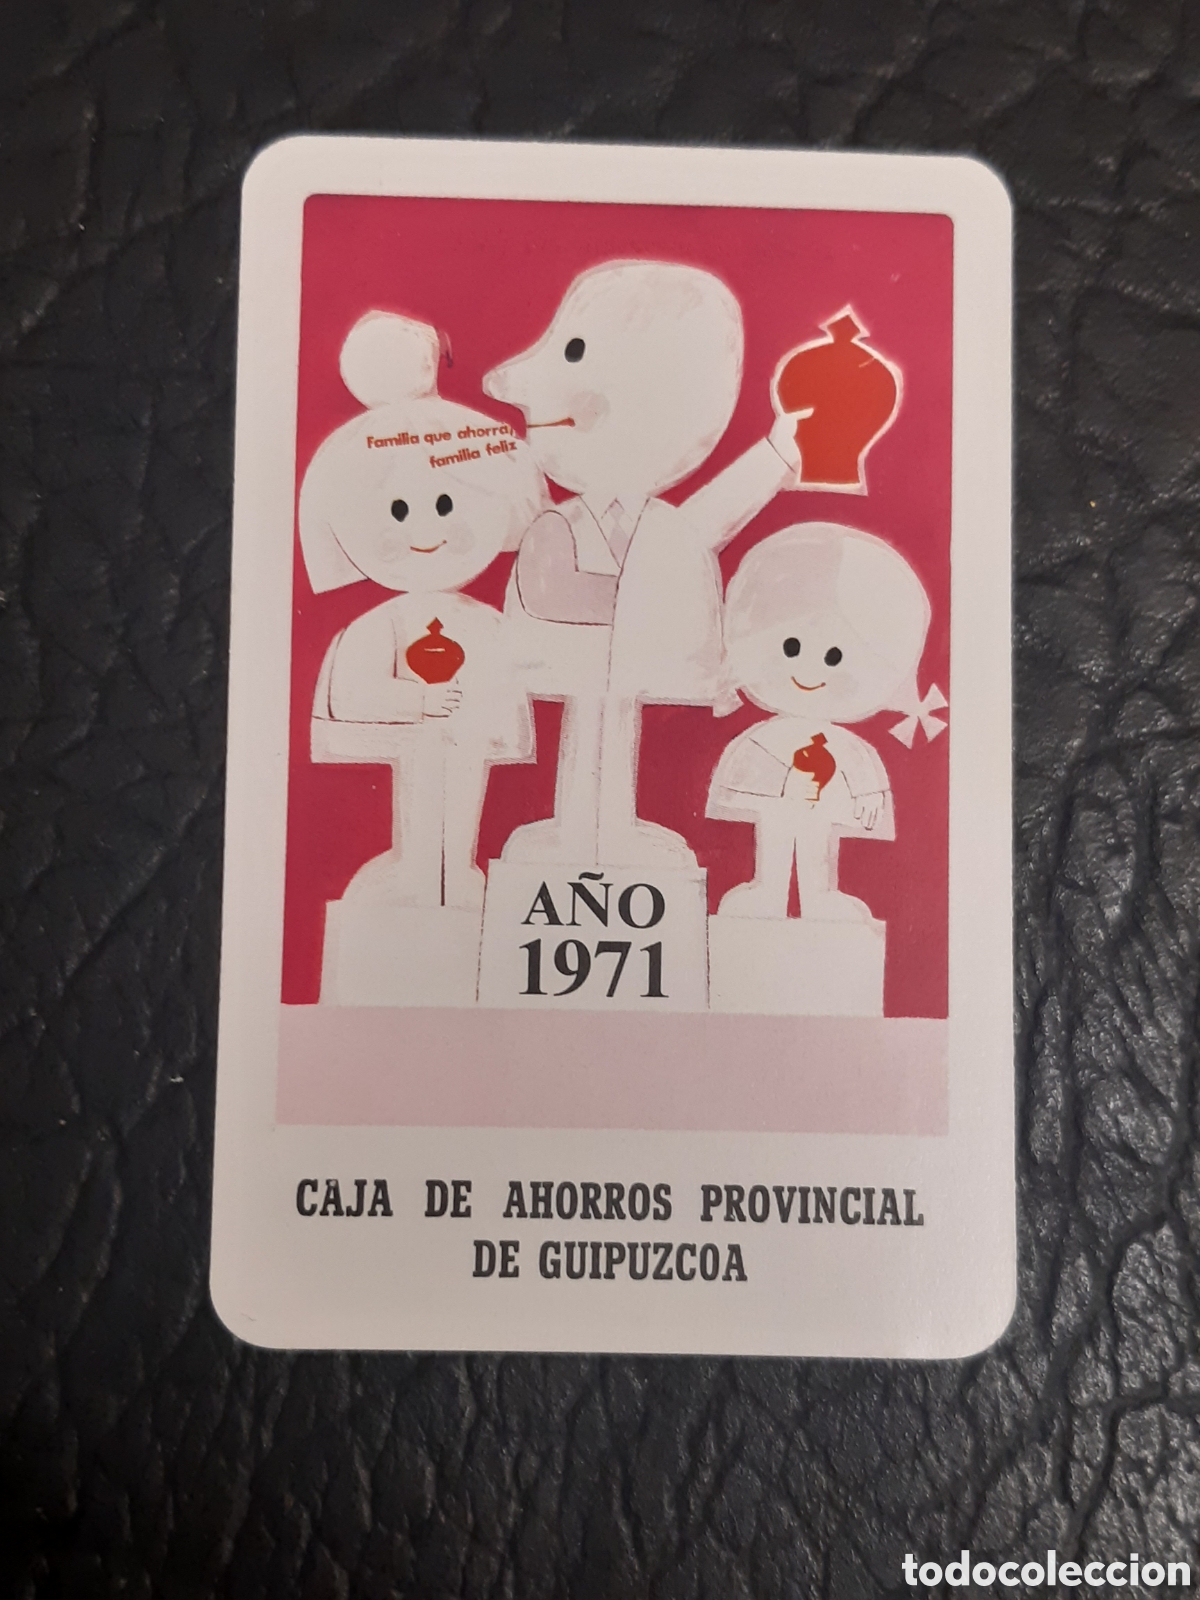 Familia que ahorra,
familia feliz
AÑO
1971
CAJA DE AHORROS PROVINCIAL
DE GUIPUZCOA
todocoleccion